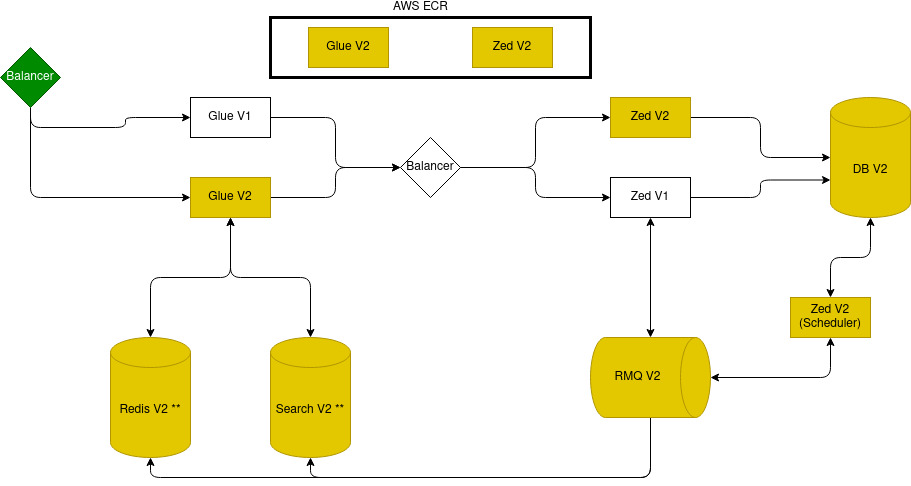 AWS ECR
Glue V2
Zed V2
Balancer
Glue V1
Zed V2
Balancer
DB V2
Glue V2
Zed V1
Zed V2
(Scheduler)
RMQ V2
Redis V2 **
Search V2 **